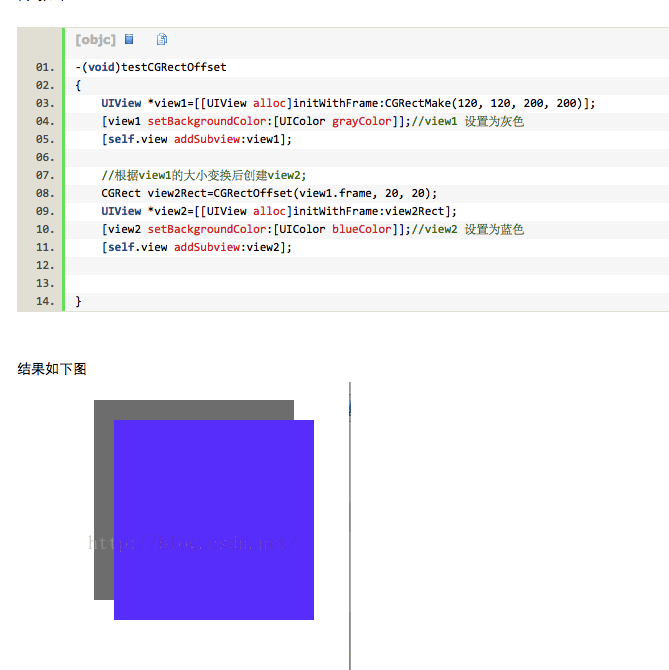 [objc]
01. -(void)testCGRectOffset
02. {
03. UIView *view1=[[UIView alloc]initWithFrame:CGRectMake(120, 120, 200, 200)];
04. [view1 setBackgroundColor:[UIColor grayColor]];//view1 设置为灰色
05. [self.view addSubview:view1];
06.
07. //根据view1的大小变换后创建view2;
08. CGRect view2Rect=CGRectOffset(view1.frame, 20, 20);
09. UIView *view2=[[UIView alloc]initWithFrame:view2Rect];
10. [view2 setBackgroundColor:[UIColor blueColor]];//view2 设置为蓝色
11. [self.view addSubview:view2];
12.
13.
14. }
结果如下图
http://blog.csdn.net/